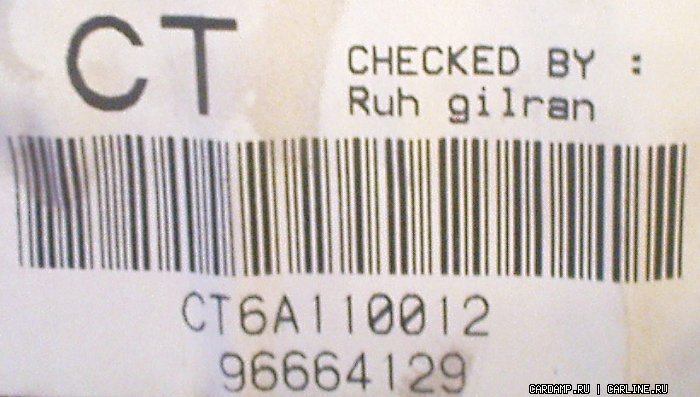 CT
CHECKED BY :
Ruh gilran
CT6A110012
96664129
CARDAMP.RU | CARLINE.RU